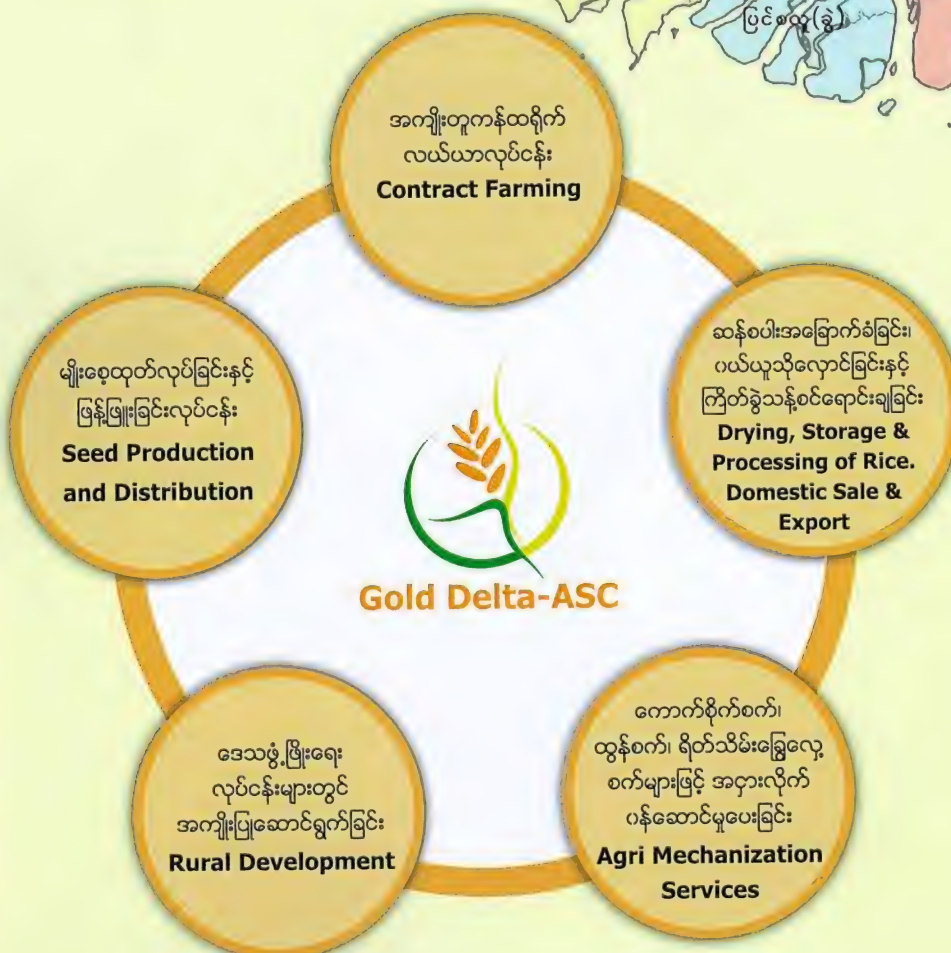 ပြင်စလူ(ခွဲ)
အကျိုးတူကန်ထရိုက်
လယ်ယာလုပ်ငန်း
Contract Farming
မျိုးစေ့ထုတ်လုပ်ခြင်းနှင့်
ဖြန့်ဖြူးခြင်းလုပ်ငန်း
Seed Production
and Distribution
ဆန်စပါးအခြောက်ခံခြင်း၊
ဝယ်ယူသိုလှောင်ခြင်းနှင့်
ကြိတ်ခွဲသန့်စင်ရောင်းချခြင်း
Drying, Storage &
Processing of Rice.
Domestic Sale &
Export
Gold Delta-ASC
ဒေသဖွံ့ဖြိုးရေး
လုပ်ငန်းများတွင်
အကျိုးပြုဆောင်ရွက်ခြင်း
Rural Development
ကောက်စိုက်စက်၊
ထွန်စက်၊ ရိတ်သိမ်းခြွေလှေ့
စက်များဖြင့် အငှားလိုက်
ဝန်ဆောင်မှုပေးခြင်း
Agri Mechanization
Services